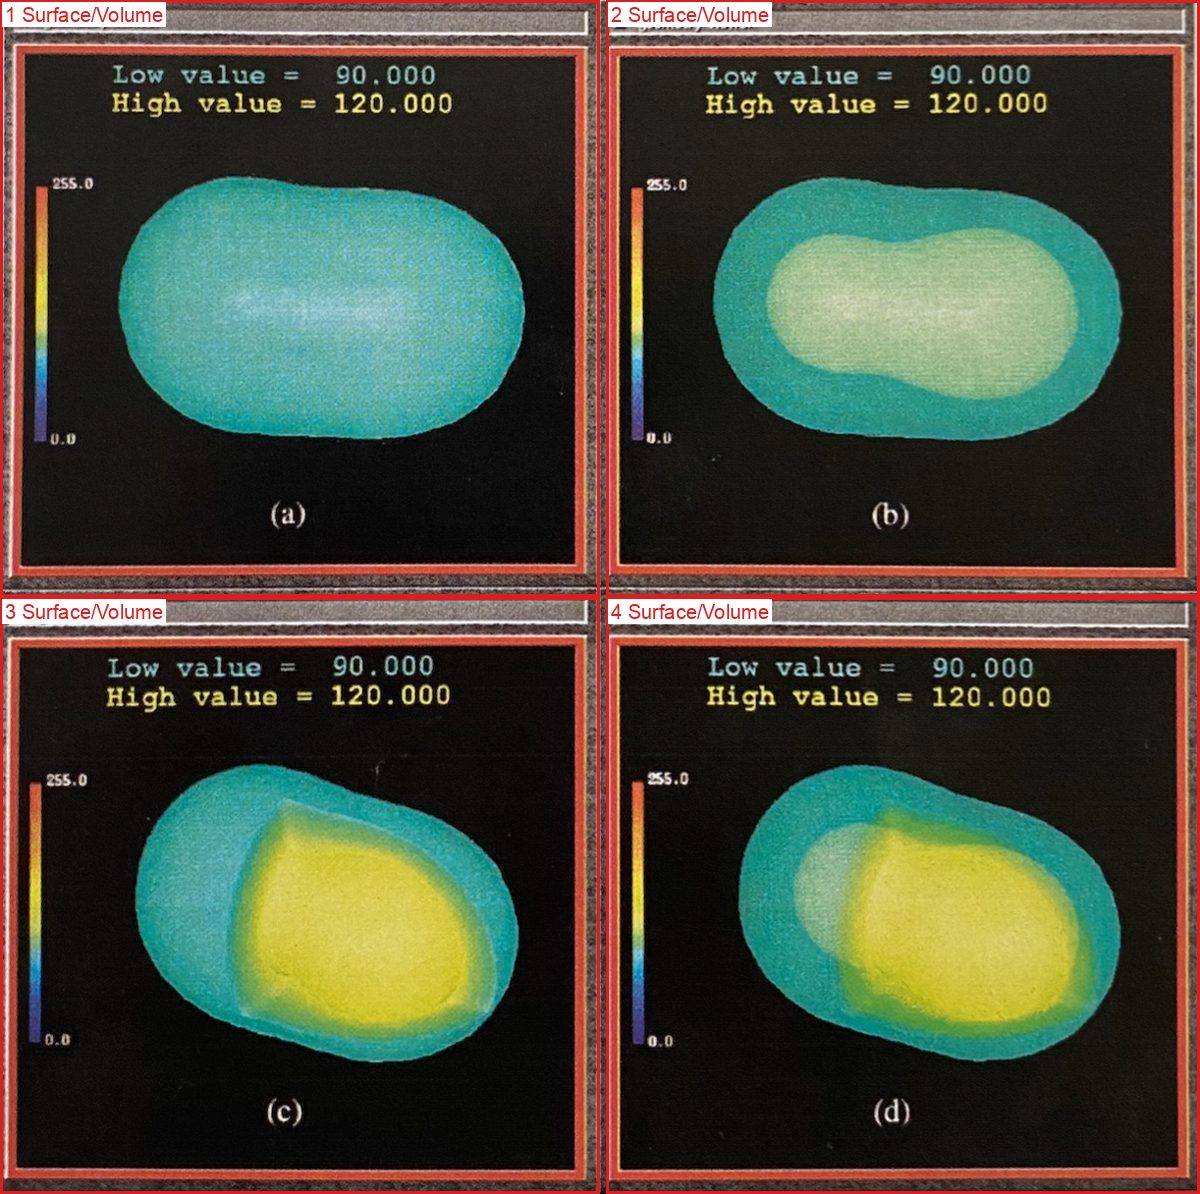 1 Surface/Volume
Low value = 90.000
High value = 120.000
255.0
0.0
(a)
2 Surface/Volume
Low value = 90.000
High value = 120.000
255.0
0.0
(b)
3 Surface/Volume
Low value = 90.000
High value = 120.000
255.0
0.0
(c)
4 Surface/Volume
Low value = 90.000
High value = 120.000
255.0
0.0
(d)